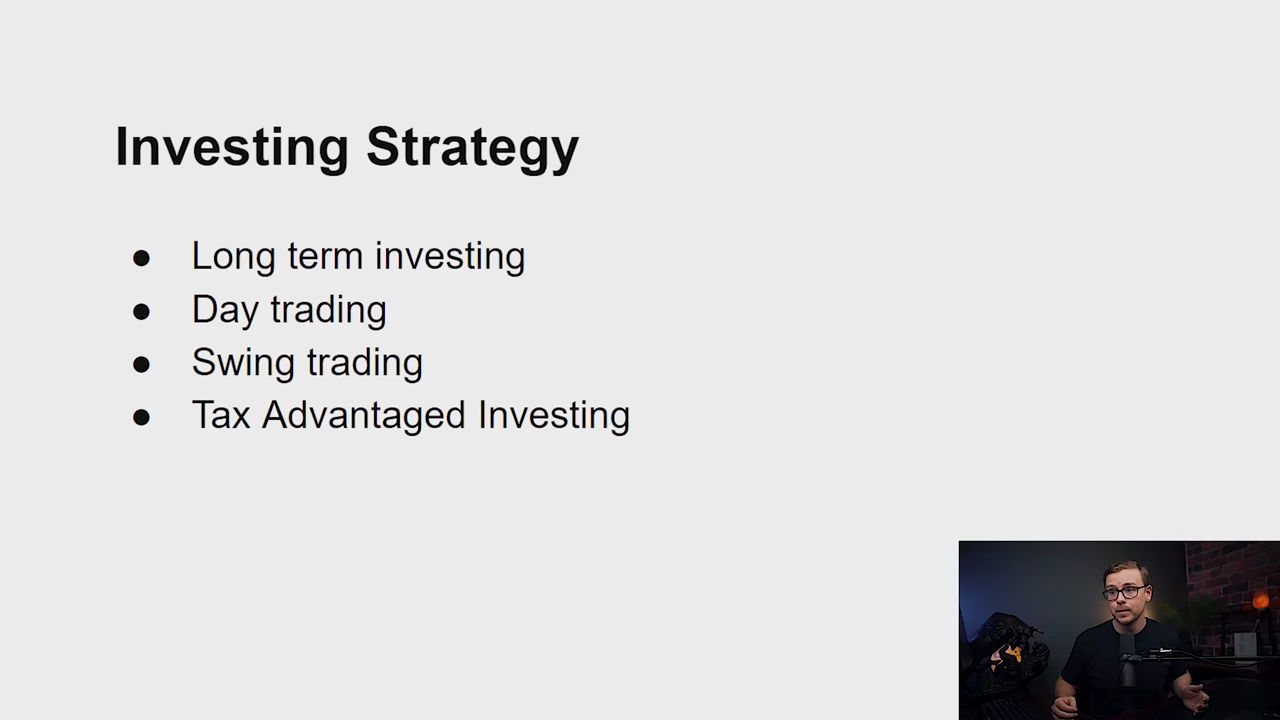 Investing Strategy
● Long term investing
● Day trading
● Swing trading
● Tax Advantaged Investing